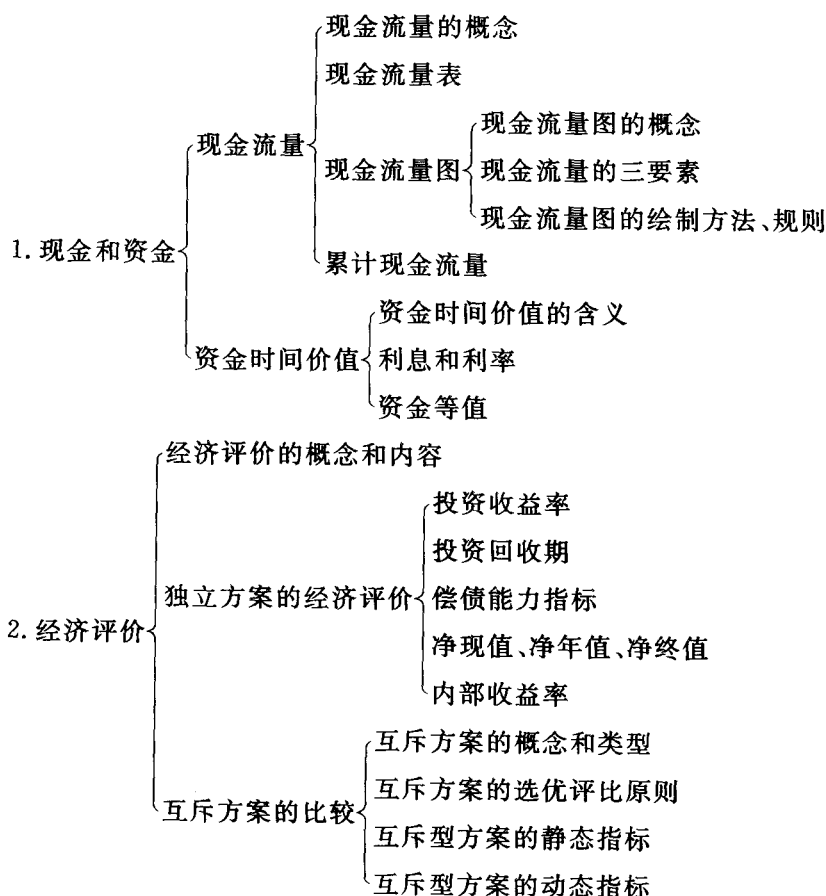 现金流量的概念
现金流量表
现金流量
现金流量图
现金流量图的概念
现金流量的三要素
现金流量图的绘制方法、规则
1.现金和资金
累计现金流量
资金时间价值的含义
资金时间价值
利息和利率
资金等值
经济评价的概念和内容
投资收益率
投资回收期
独立方案的经济评价
偿债能力指标
2.经济评价
净现值、净年值、净终值
内部收益率
互斥方案的概念和类型
互斥方案的选优评比原则
互斥方案的比较
互斥型方案的静态指标
互斥型方案的动态指标